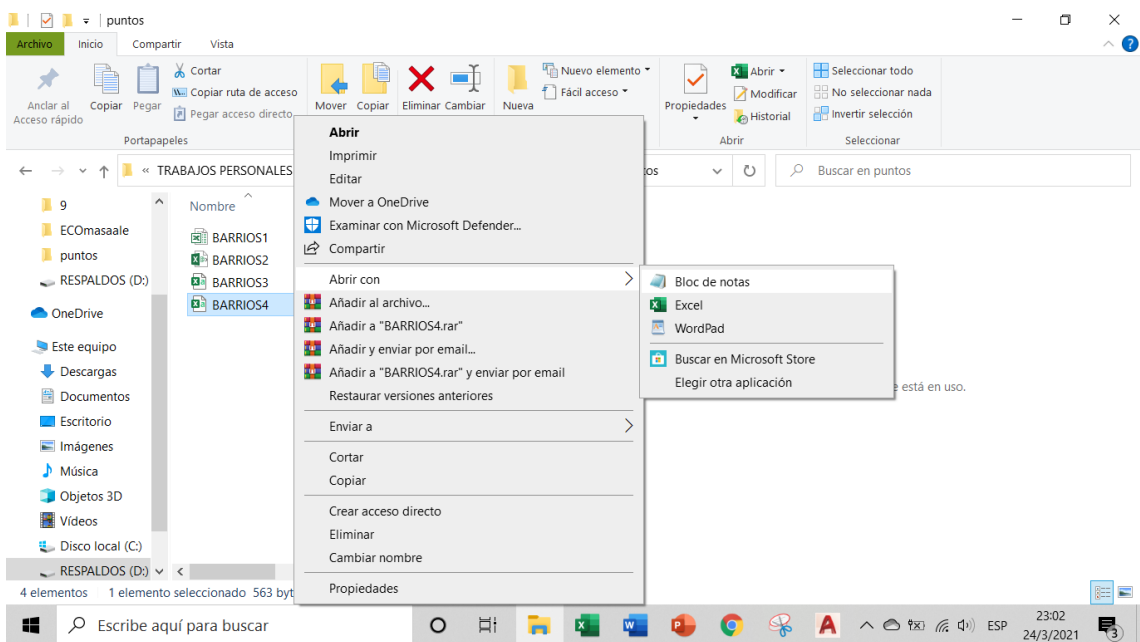 puntos
Archivo Inicio Compartir Vista
Anclar al
Acceso rápido
Copiar
Pegar
Cortar
Copiar ruta de acceso
Pegar acceso directo
Portapapeles
Mover
Copiar
Eliminar
Cambiar
Nueva
Nuevo elemento
Fácil acceso
Propiedades
Abrir
Modificar
Historial
Abrir
Seleccionar todo
No seleccionar nada
Invertir selección
Seleccionar
« TRABAJOS PERSONALES
os
Buscar en puntos
9
ECOmasaale
puntos
RESPALDOS (D:)
OneDrive
Este equipo
Descargas
Documentos
Escritorio
Imágenes
Música
Objetos 3D
Vídeos
Disco local (C:)
RESPALDOS (D:)
Nombre
BARRIOS1
BARRIOS2
BARRIOS3
BARRIOS4
Abrir
Imprimir
Editar
Mover a OneDrive
Examinar con Microsoft Defender...
Compartir
Abrir con
Añadir al archivo...
Añadir a "BARRIOS4.rar"
Añadir y enviar por email...
Añadir a "BARRIOS4.rar" y enviar por email
Restaurar versiones anteriores
Enviar a
Cortar
Copiar
Crear acceso directo
Eliminar
Cambiar nombre
Propiedades
Bloc de notas
Excel
WordPad
Buscar en Microsoft Store
Elegir otra aplicación
e está en uso.
4 elementos 1 elemento seleccionado 563 byt
Escribe aquí para buscar
ESP
23:02
24/3/2021
3